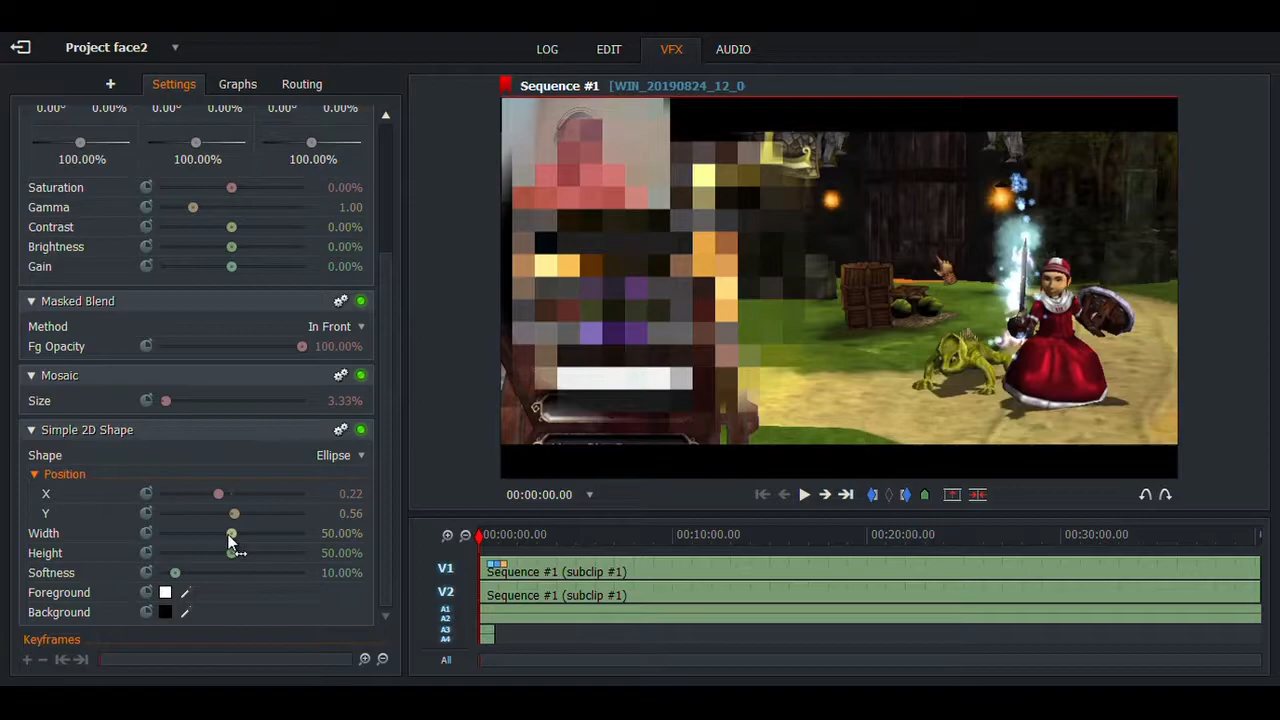 Project face2
LOG EDIT VFX AUDIO
+ Settings Graphs Routing
Sequence #1 [WIN_20190824_12_0
0.00° 0.00% 0.00° 0.00% 0.00° 0.00%
100.00% 100.00% 100.00%
Saturation 0.00%
Gamma 1.00
Contrast 0.00%
Brightness 0.00%
Gain 0.00%
Masked Blend
Method In Front
Fg Opacity 100.00%
Mosaic
Size 3.33%
Simple 2D Shape
Shape Ellipse
Position
X 0.22
Y 0.56
Width 50.00%
Height 50.00%
Softness 10.00%
Foreground
Background
Keyframes
00:00:00.00
00:00:00.00 00:10:00.00 00:20:00.00 00:30:00.00
V1 Sequence #1 (subclip #1)
V2 Sequence #1 (subclip #1)
A1
A2
A3
A4
All